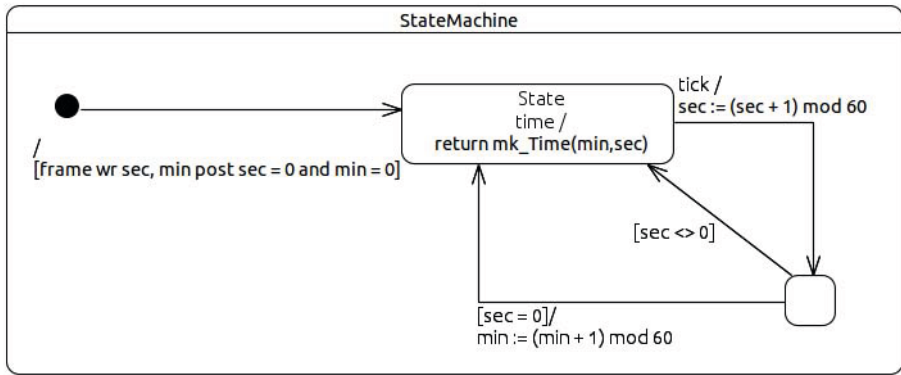 StateMachine
State
time /
return mk_Time(min,sec)
tick /
sec := (sec + 1) mod 60
/
[frame wr sec, min post sec = 0 and min = 0]
[sec <> 0]
[sec = 0]/
min := (min + 1) mod 60